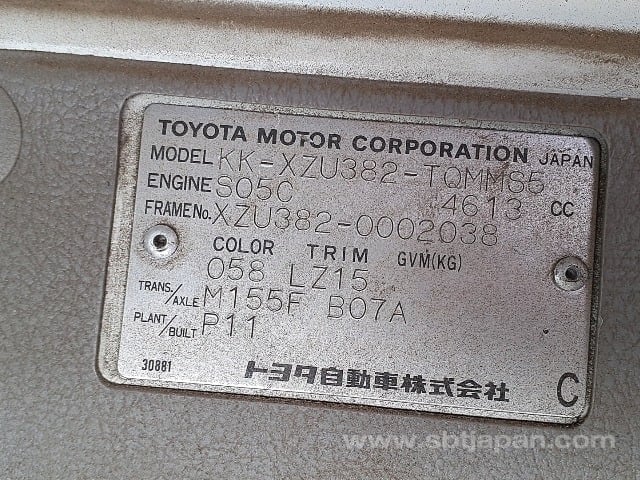 TOYOTA MOTOR CORPORATION JAPAN
MODEL KK-XZU382-TQMMS5
ENGINE S05C 4613 CC
FRAME No. XZU382-0002038
COLOR TRIM GVM(KG)
058 LZ15
TRANS./AXLE M155F B07A
PLANT/BUILT P11
30881 トヨタ自動車株式会社 C
www.sbtjapan.com